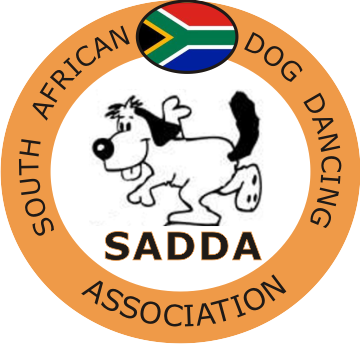 SOUTH AFRICAN DOG DANCING
SADDA
ASSOCIATION